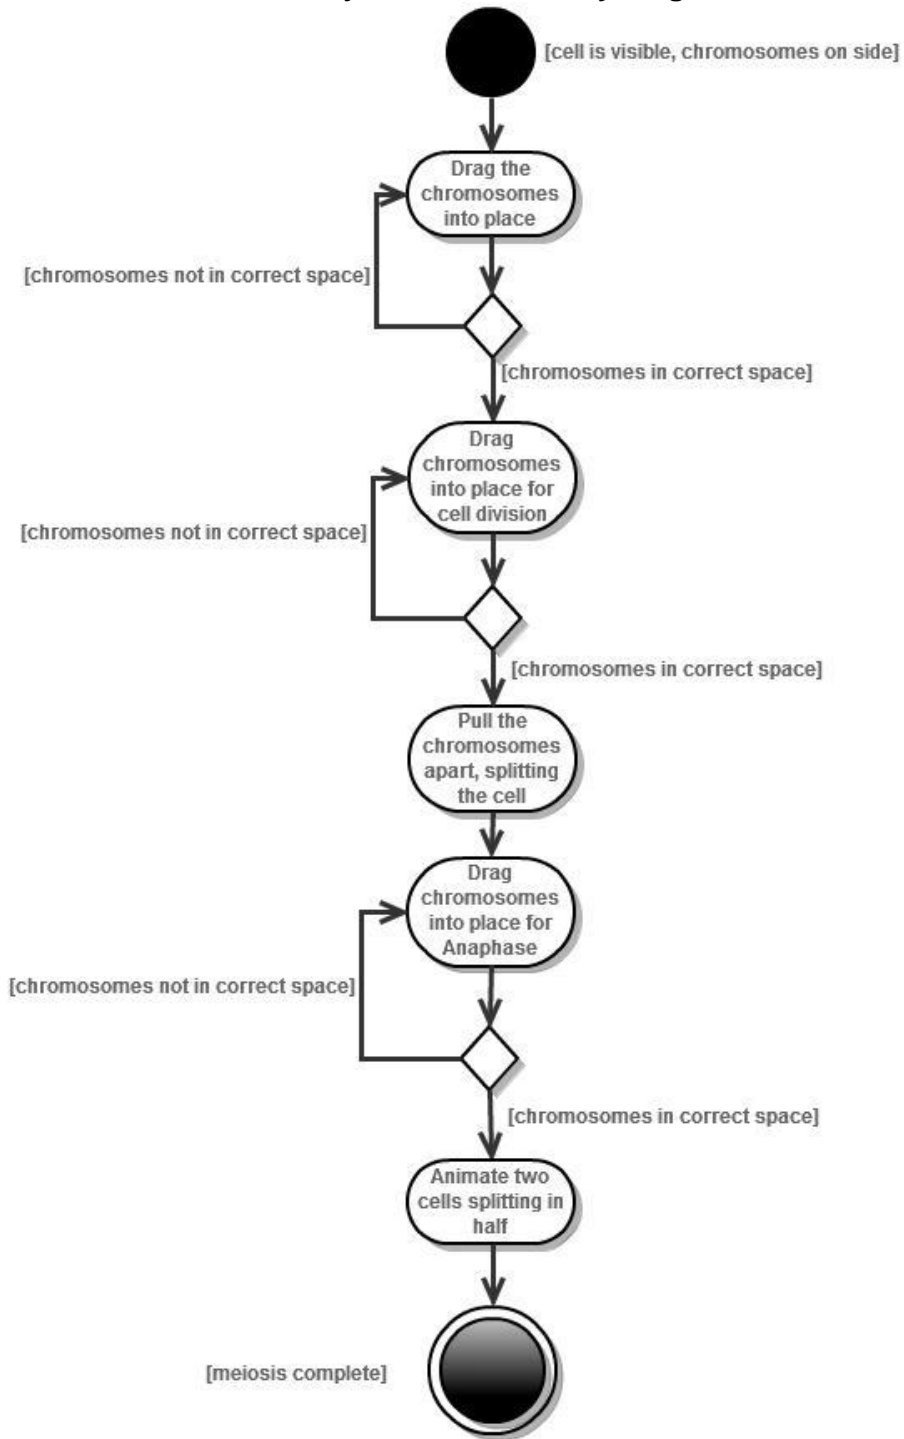 [cell is visible, chromosomes on side]
Drag the
chromosomes
into place
[chromosomes not in correct space]
[chromosomes in correct space]
Drag
chromosomes
into place for
cell division
[chromosomes not in correct space]
[chromosomes in correct space]
Pull the
chromosomes
apart, splitting
the cell
Drag
chromosomes
into place for
Anaphase
[chromosomes not in correct space]
[chromosomes in correct space]
Animate two
cells splitting in
half
[meiosis complete]